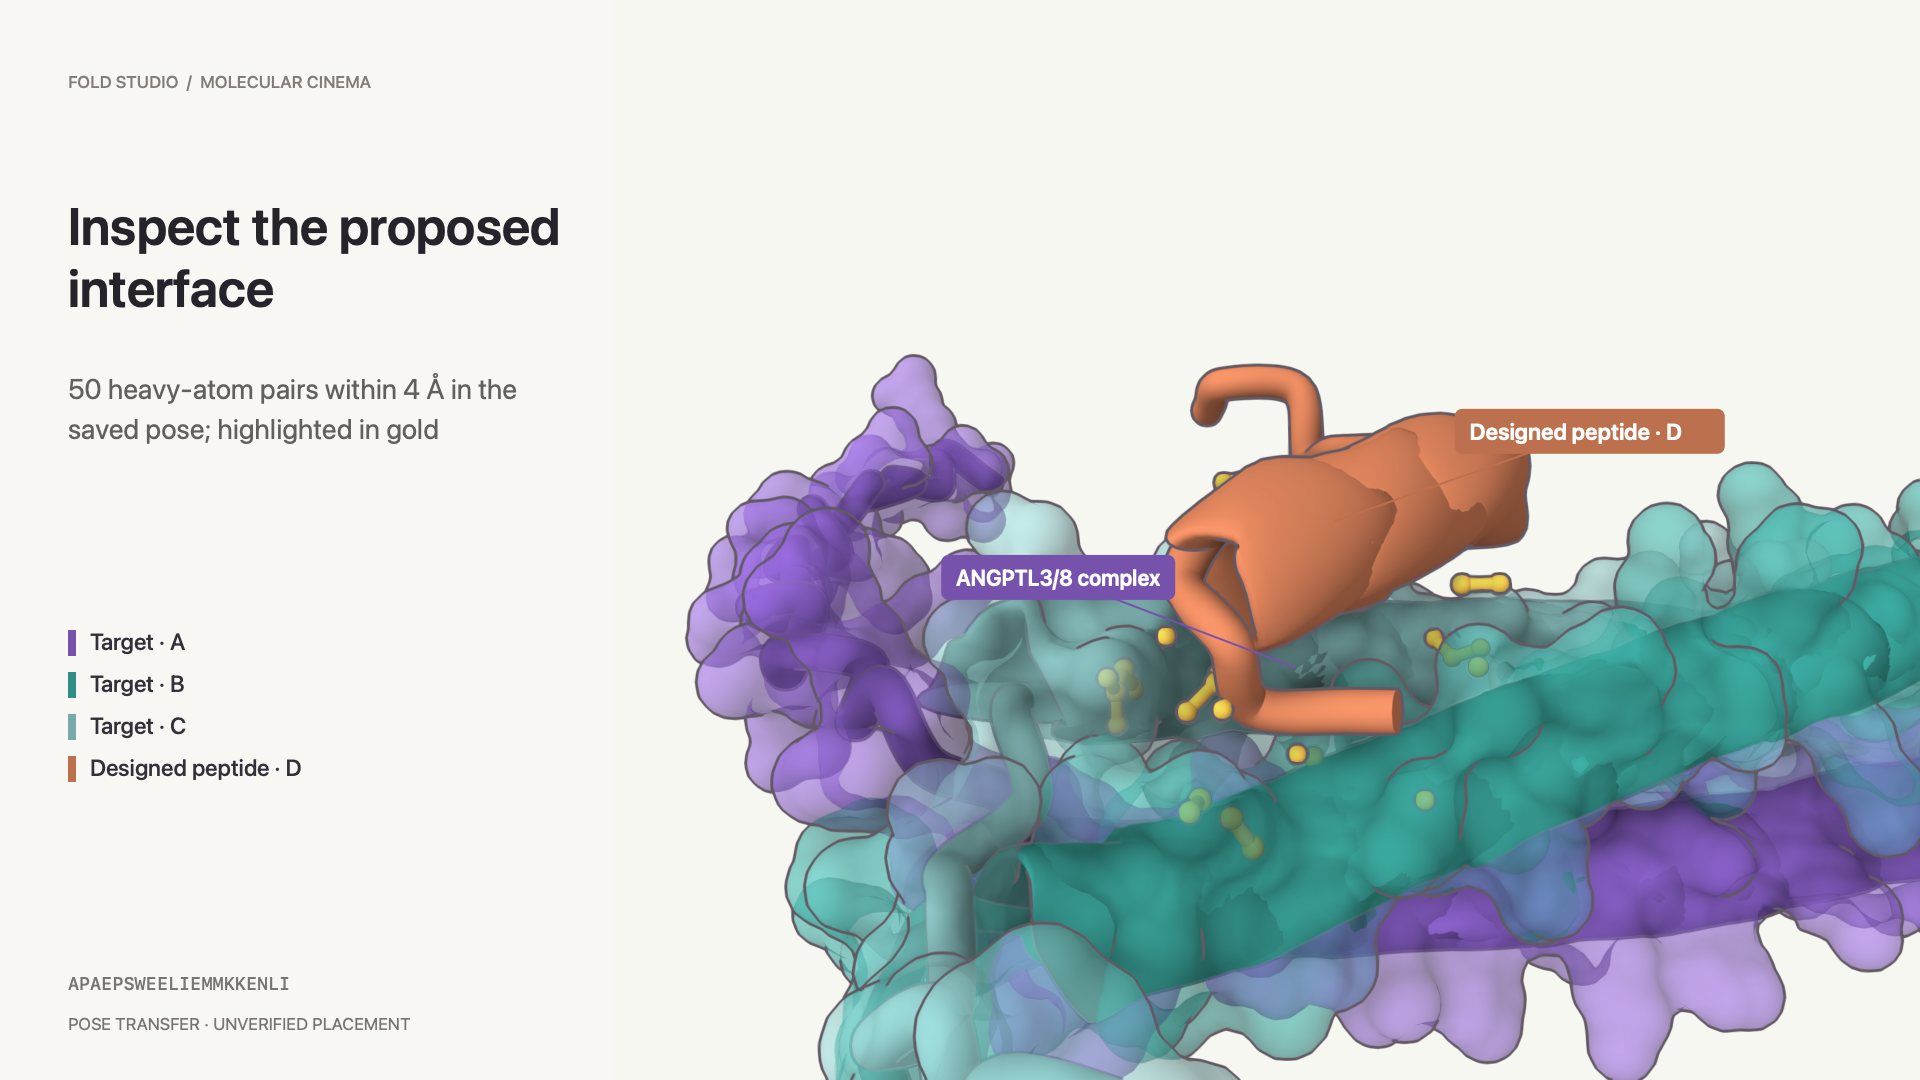 FOLD STUDIO / MOLECULAR CINEMA
Inspect the proposed
interface
50 heavy-atom pairs within 4 Å in the
saved pose; highlighted in gold
Target · A
Target · B
Target · C
Designed peptide · D
APAEPSWEELIEMMKKENLI
POSE TRANSFER · UNVERIFIED PLACEMENT
Designed peptide · D
ANGPTL3/8 complex